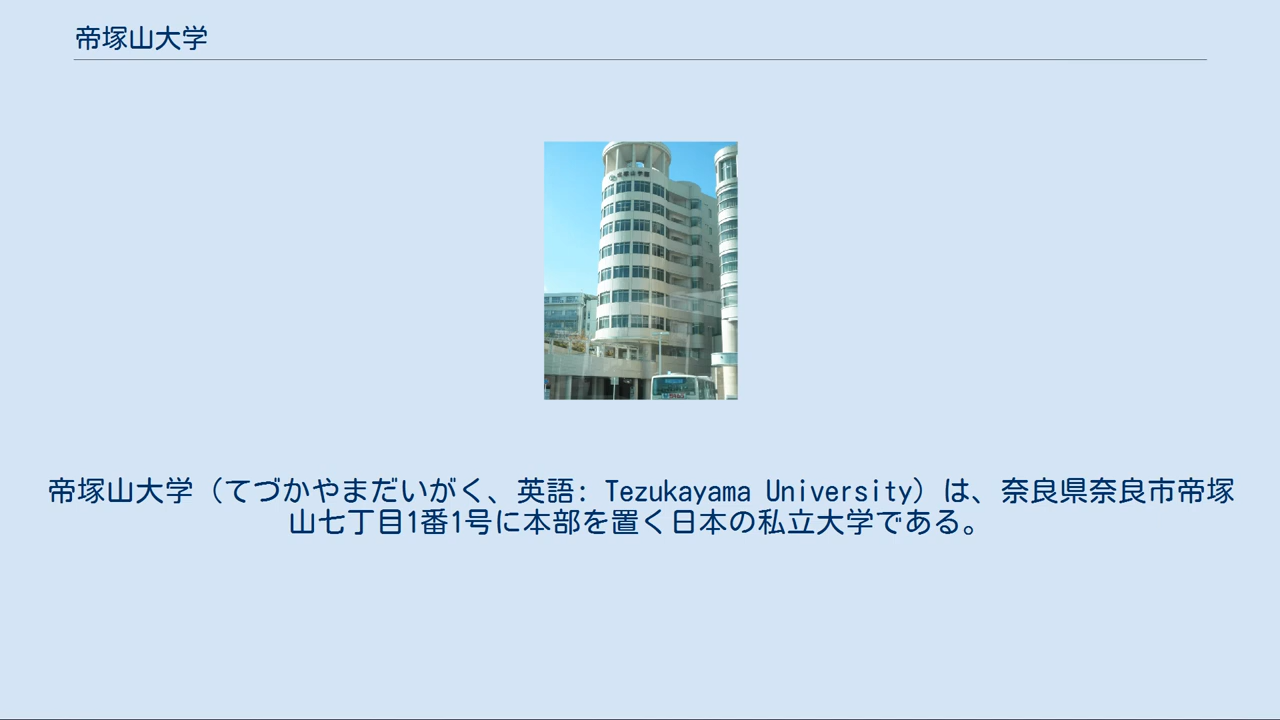 帝塚山大学
帝塚山大学（てづかやまだいがく、英語: Tezukayama University）は、奈良県奈良市帝塚
山七丁目1番1号に本部を置く日本の私立大学である。